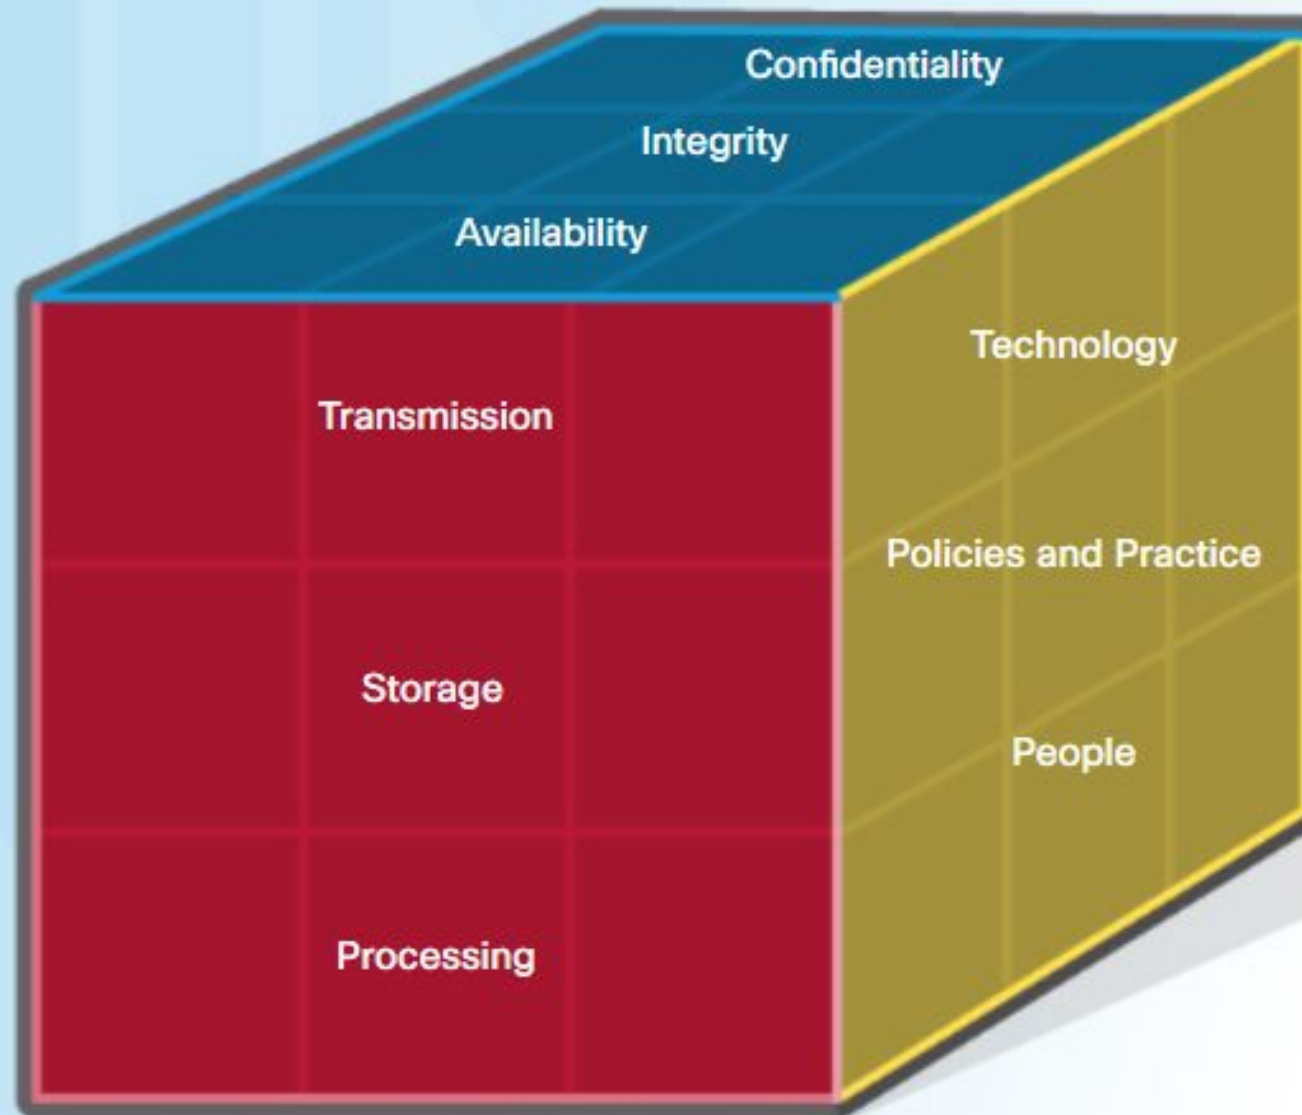 Confidentiality
Integrity
Availability
Technology
Transmission
Policies and Practice
Storage
People
Processing